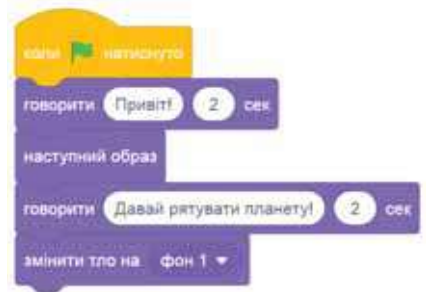 коли натиснуто
говорити Привіт! 2 сек
наступний образ
говорити Давай рятувати планету! 2 сек
змінити тло на фон 1